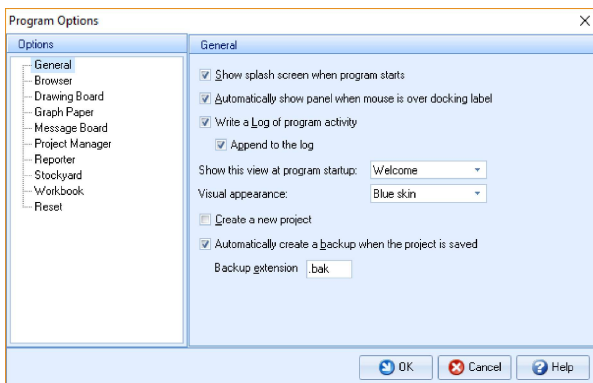 Program Options
Options
General
Browser
Drawing Board
Graph Paper
Message Board
Project Manager
Reporter
Stockyard
Workbook
Reset
General
Show splash screen when program starts
Automatically show panel when mouse is over docking label
Write a Log of program activity
Append to the log
Show this view at program startup: Welcome
Visual appearance: Blue skin
Create a new project
Automatically create a backup when the project is saved
Backup extension .bak
OK Cancel Help